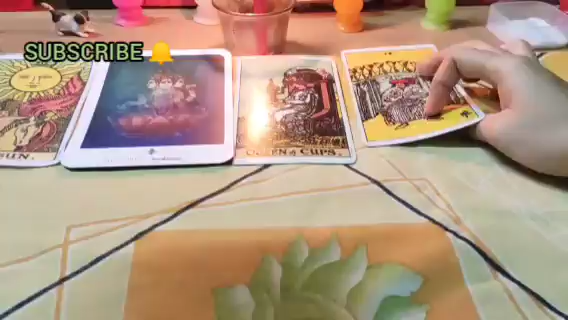 SUBSCRIBE 🔔
SUN.
QUEEN of CUPS.